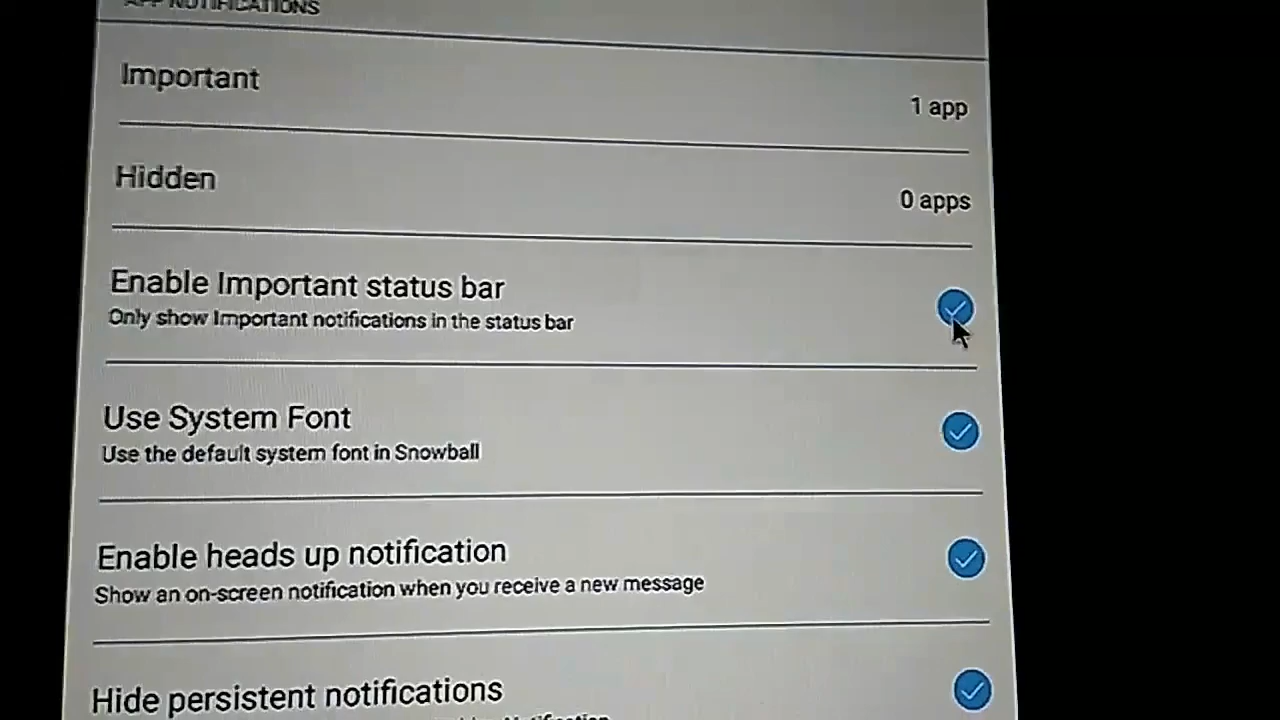 APP NOTIFICATIONS
Important
1 app
Hidden
0 apps
Enable Important status bar
Only show Important notifications in the status bar
Use System Font
Use the default system font in Snowball
Enable heads up notification
Show an on-screen notification when you receive a new message
Hide persistent notifications